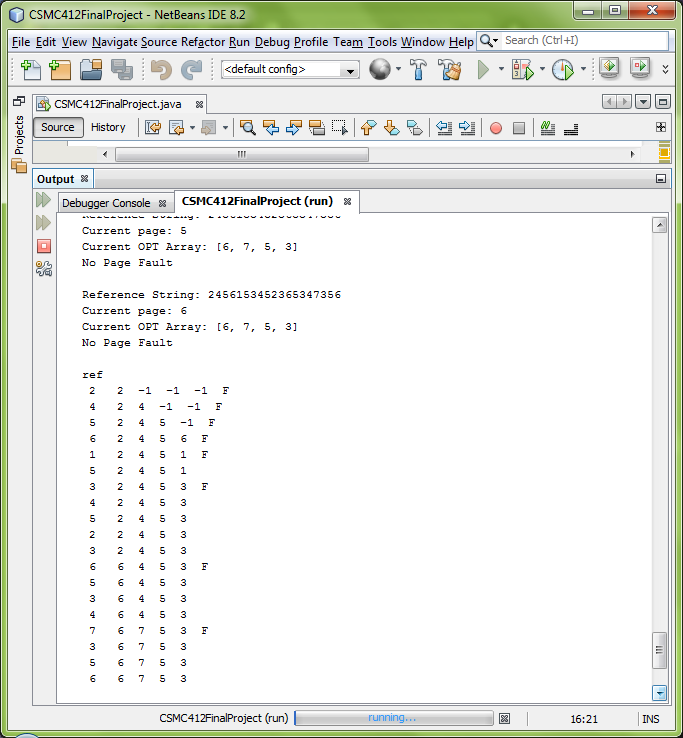 CSMC412FinalProject - NetBeans IDE 8.2
File Edit View Navigate Source Refactor Run Debug Profile Team Tools Window Help Search (Ctrl+I)
<default config>
Projects
CSMC412FinalProject.java
Source History
Output
Debugger Console CSMC412FinalProject (run)
Reference String: 2456153452365347356
Current page: 5
Current OPT Array: [6, 7, 5, 3]
No Page Fault
Reference String: 2456153452365347356
Current page: 6
Current OPT Array: [6, 7, 5, 3]
No Page Fault
ref
2 2 -1 -1 -1 F
4 2 4 -1 -1 F
5 2 4 5 -1 F
6 2 4 5 6 F
1 2 4 5 1 F
5 2 4 5 1
3 2 4 5 3 F
4 2 4 5 3
5 2 4 5 3
2 2 4 5 3
3 2 4 5 3
6 6 4 5 3 F
5 6 4 5 3
3 6 4 5 3
4 6 4 5 3
7 6 7 5 3 F
3 6 7 5 3
5 6 7 5 3
6 6 7 5 3
CSMC412FinalProject (run) running... 16:21 INS